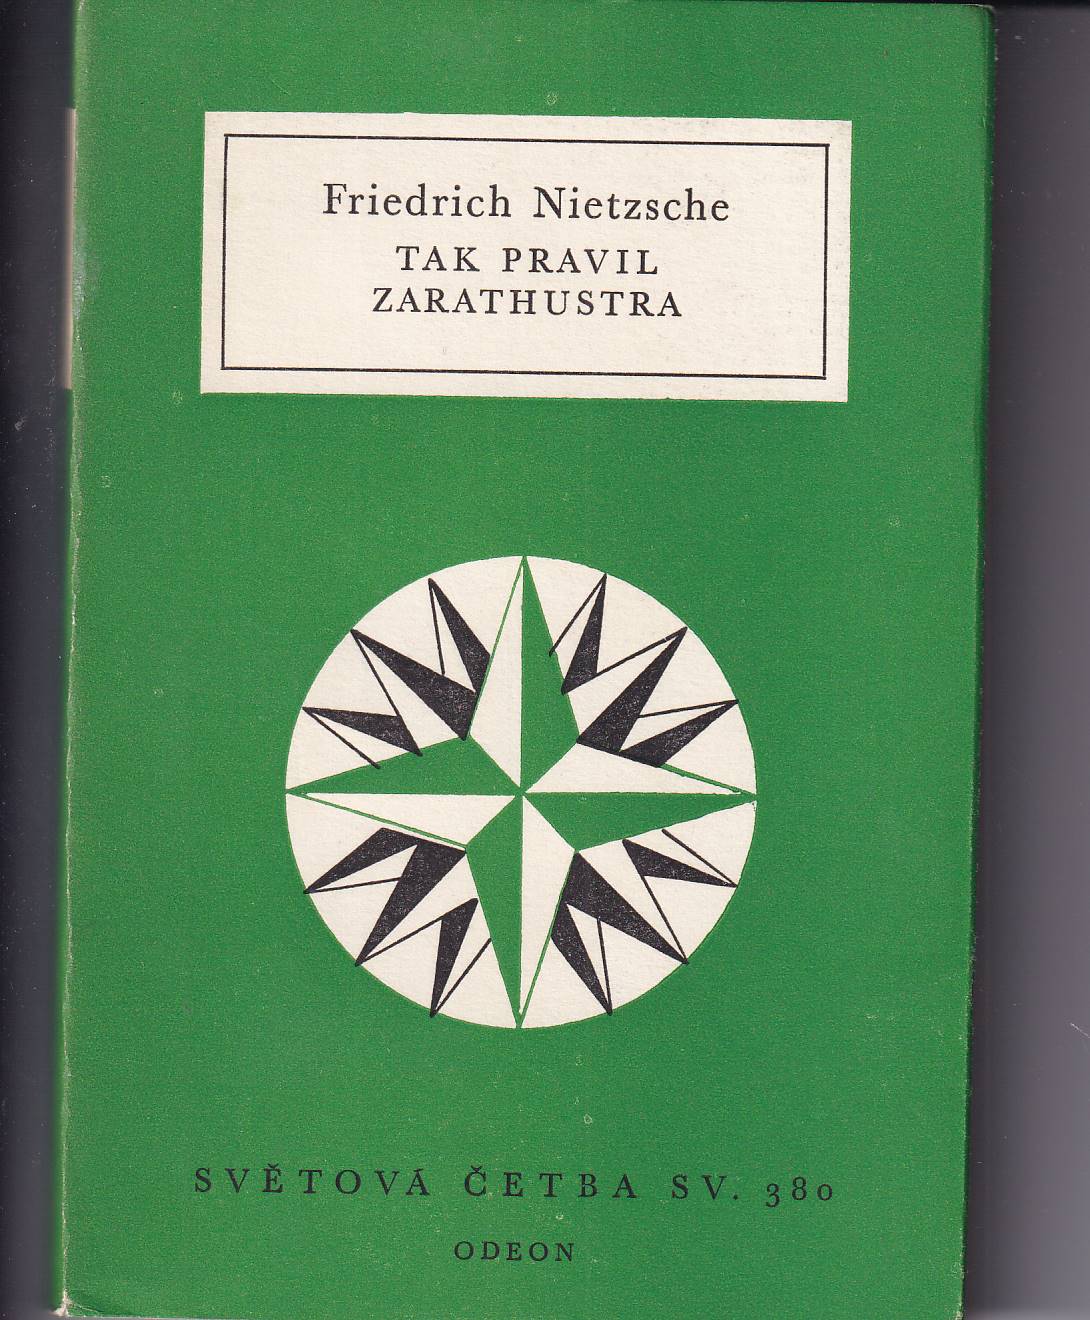 Friedrich Nietzsche
TAK PRAVIL
ZARATHUSTRA
SVĚTOVÁ ČETBA SV. 380
ODEON